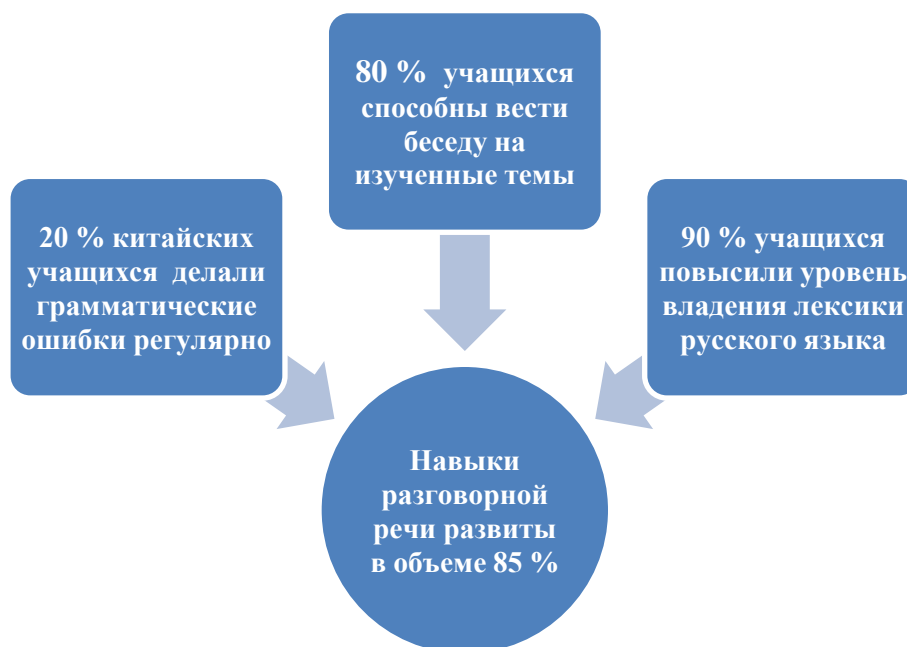 80 % учащихся
способны вести
беседу на
изученные темы
20 % китайских
учащихся делали
грамматические
ошибки регулярно
90 % учащихся
повысили уровень
владения лексики
русского языка
Навыки
разговорной
речи развиты
в объеме 85 %